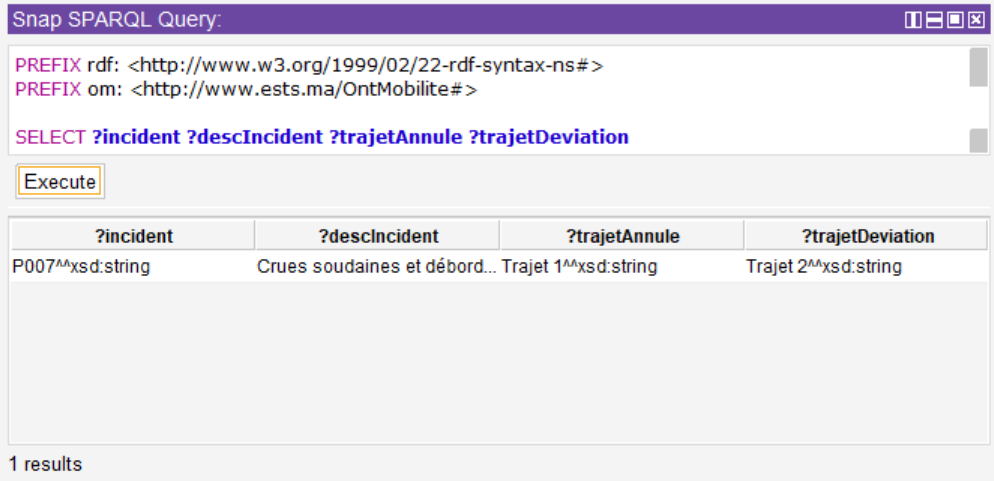 Snap SPARQL Query:
PREFIX rdf: <http://www.w3.org/1999/02/22-rdf-syntax-ns#>
PREFIX om: <http://www.ests.ma/OntMobilite#>
SELECT ?incident ?descIncident ?trajetAnnule ?trajetDeviation
Execute
?incident ?descIncident ?trajetAnnule ?trajetDeviation
P007^^xsd:string Crues soudaines et débord... Trajet 1^^xsd:string Trajet 2^^xsd:string
1 results